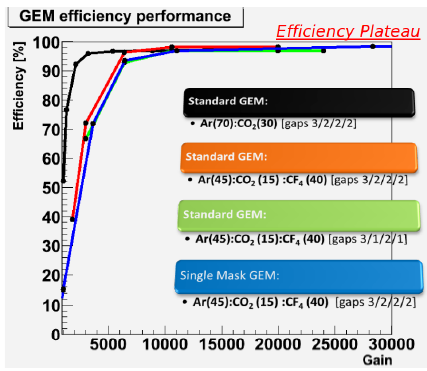 GEM efficiency performance
Efficiency Plateau
Efficiency [%]
100
90
80
70
60
50
40
30
20
10
0
Standard GEM:
• Ar(70):CO₂(30) [gaps 3/2/2/2]
Standard GEM:
• Ar(45):CO₂ (15) :CF₄ (40) [gaps 3/2/2/2]
Standard GEM:
• Ar(45):CO₂ (15):CF₄ (40) [gaps 3/1/2/1]
Single Mask GEM:
• Ar(45):CO₂ (15) :CF₄ (40) [gaps 3/2/2/2]
5000 10000 15000 20000 25000 30000
Gain